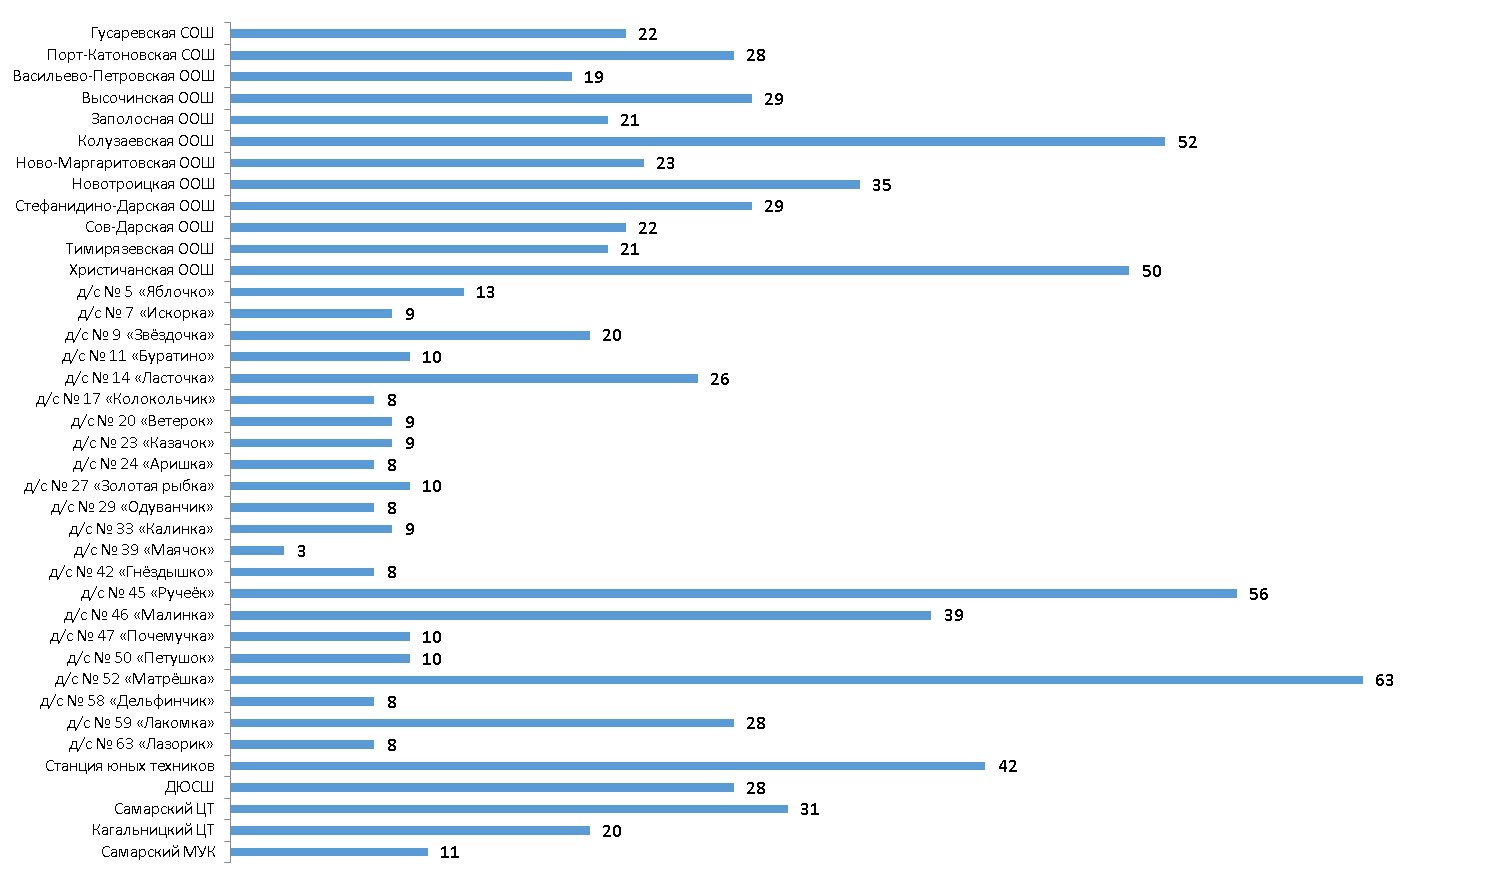 Гусаревская СОШ 22
Порт-Катоновская СОШ 28
Васильево-Петровская ООШ 19
Высочинская ООШ 29
Заполосная ООШ 21
Колузаевская ООШ 52
Ново-Маргаритовская ООШ 23
Новотроицкая ООШ 35
Стефанидино-Дарская ООШ 29
Сов-Дарская ООШ 22
Тимирязевская ООШ 21
Христичанская ООШ 50
д/с № 5 «Яблочко» 13
д/с № 7 «Искорка» 9
д/с № 9 «Звёздочка» 20
д/с № 11 «Буратино» 10
д/с № 14 «Ласточка» 26
д/с № 17 «Колокольчик» 8
д/с № 20 «Ветерок» 9
д/с № 23 «Казачок» 9
д/с № 24 «Аришка» 8
д/с № 27 «Золотая рыбка» 10
д/с № 29 «Одуванчик» 8
д/с № 33 «Калинка» 9
д/с № 39 «Маячок» 3
д/с № 42 «Гнёздышко» 8
д/с № 45 «Ручеёк» 56
д/с № 46 «Малинка» 39
д/с № 47 «Почемучка» 10
д/с № 50 «Петушок» 10
д/с № 52 «Матрёшка» 63
д/с № 58 «Дельфинчик» 8
д/с № 59 «Лакомка» 28
д/с № 63 «Лазорик» 8
Станция юных техников 42
ДЮСШ 28
Самарский ЦТ 31
Кагальницкий ЦТ 20
Самарский МУК 11